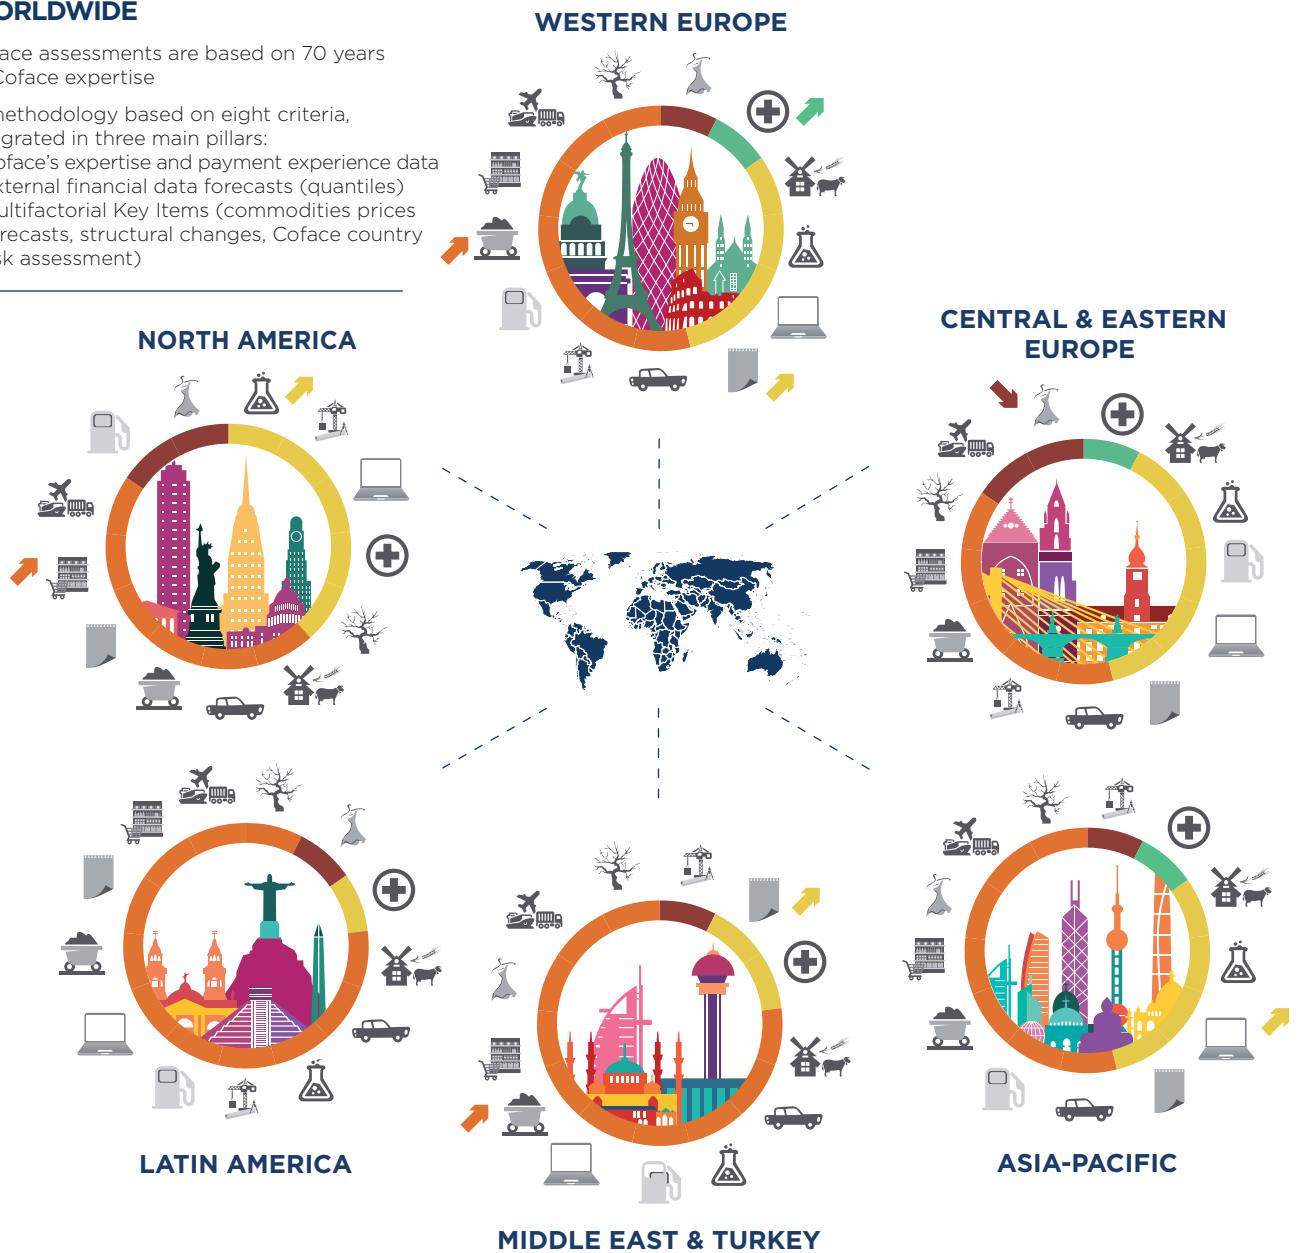 ORLDWIDE
ace assessments are based on 70 years
Coface expertise
ethodology based on eight criteria,
grated in three main pillars:
oface's expertise and payment experience data
xternal financial data forecasts (quantiles)
ultifactorial Key Items (commodities prices
recasts, structural changes, Coface country
sk assessment)
WESTERN EUROPE
NORTH AMERICA
CENTRAL & EASTERN
EUROPE
LATIN AMERICA
ASIA-PACIFIC
MIDDLE EAST & TURKEY